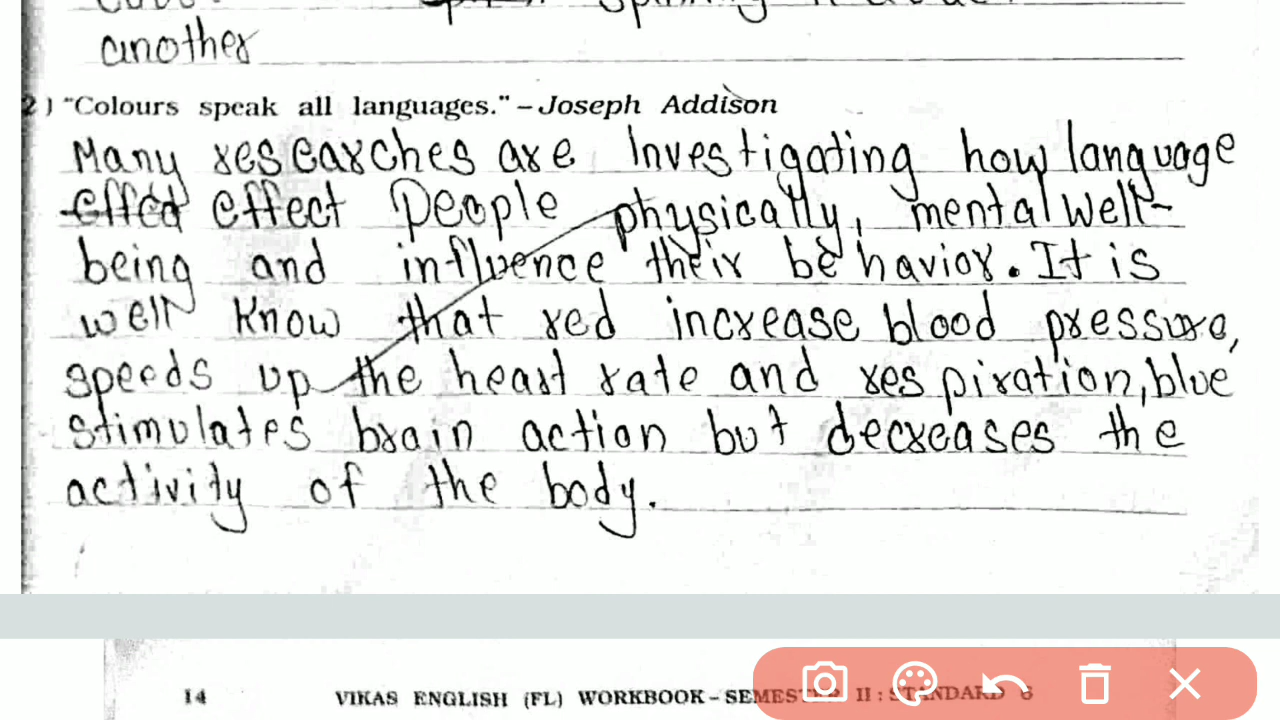 another
2) "Colours speak all languages." – Joseph Addison
Many researches are Investigating how language
effect people physically, mental well-
being and influence their behavior. It is
well know that red increase blood pressure,
speeds up the heart rate and respiration, blue
stimulates brain action but decreases the
activity of the body.
14 VIKAS ENGLISH (FL) WORKBOOK – SEMESTER II : STANDARD 6